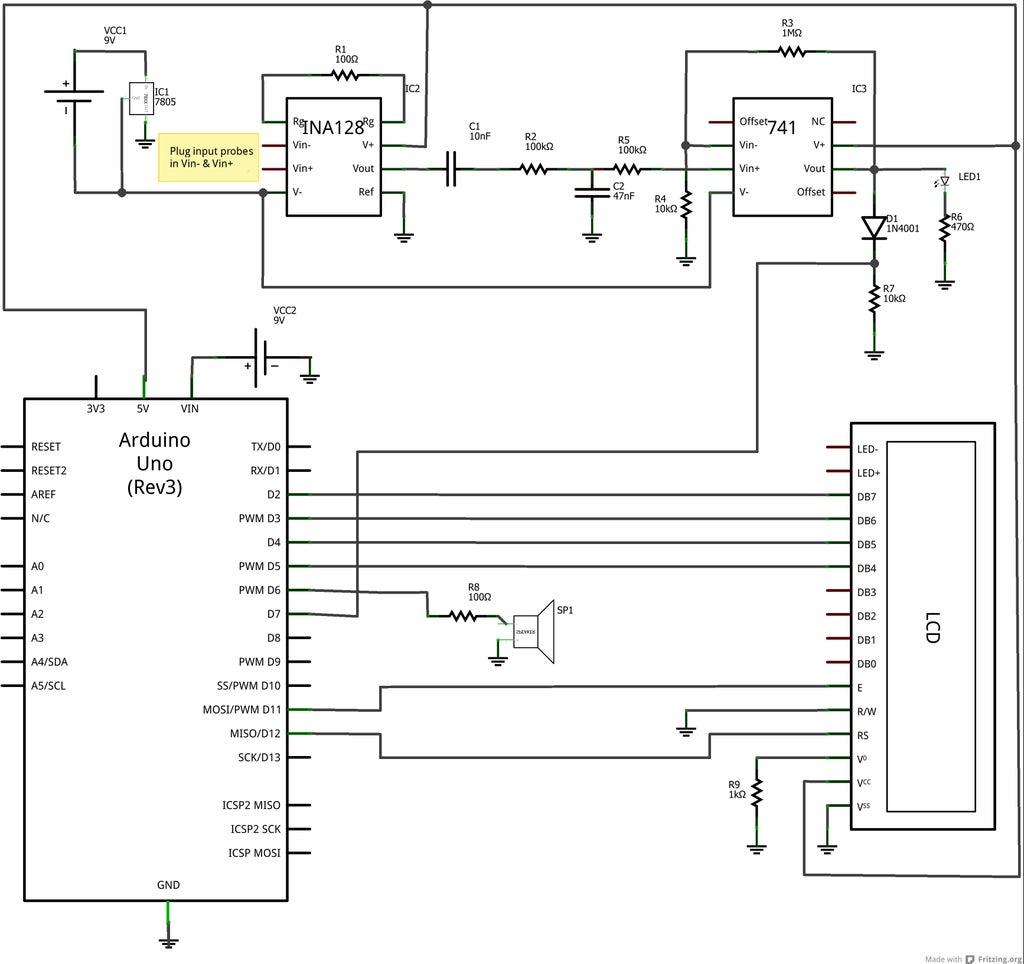 VCC1
9V
IC1
7805
Plug input probes
in Vin- & Vin+
R1
100Ω
IC2
INA128
Rg
Rg
Vin-
V+
Vin+
Vout
V-
Ref
C1
10nF
R2
100kΩ
R5
100kΩ
C2
47nF
R4
10kΩ
R3
1MΩ
IC3
741
Offset
NC
Vin-
V+
Vin+
Vout
V-
Offset
LED1
D1
1N4001
R6
470Ω
R7
10kΩ
VCC2
9V
3V3
5V
VIN
Arduino
Uno
(Rev3)
RESET
RESET2
AREF
N/C
A0
A1
A2
A3
A4/SDA
A5/SCL
TX/D0
RX/D1
D2
PWM D3
D4
PWM D5
PWM D6
D7
D8
PWM D9
SS/PWM D10
MOSI/PWM D11
MISO/D12
SCK/D13
ICSP2 MISO
ICSP2 SCK
ICSP MOSI
GND
R8
100Ω
SP1
R9
1kΩ
LED-
LED+
DB7
DB6
DB5
DB4
DB3
DB2
DB1
DB0
E
R/W
RS
V0
VCC
VSS
LCD
Made with Fritzing.org